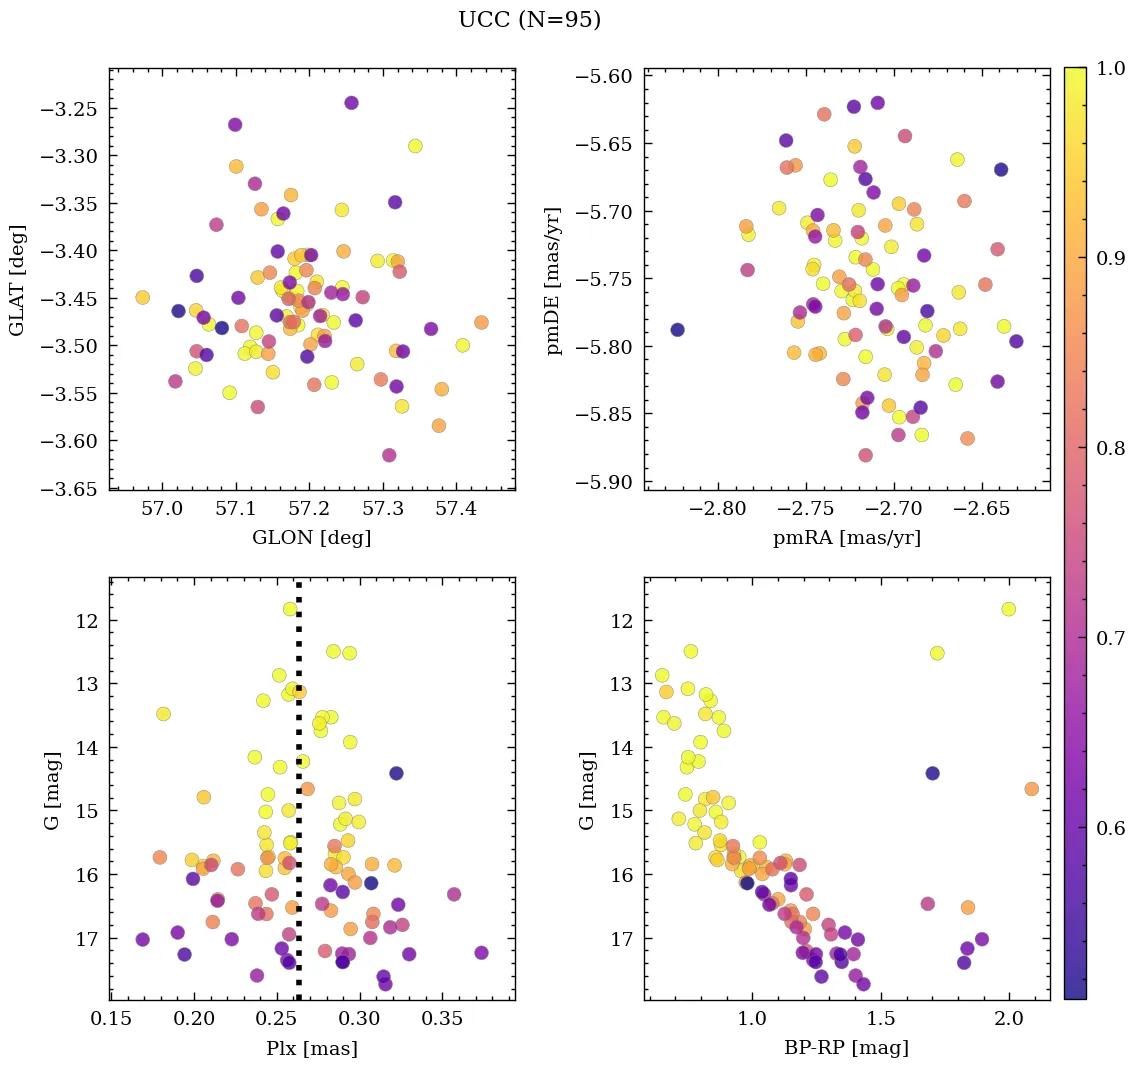 UCC (N=95)
−3.25
−3.30
−3.35
−3.40
−3.45
−3.50
−3.55
−3.60
−3.65
GLAT [deg]
57.0 57.1 57.2 57.3 57.4
GLON [deg]
−5.60
−5.65
−5.70
−5.75
−5.80
−5.85
−5.90
pmDE [mas/yr]
−2.80 −2.75 −2.70 −2.65
pmRA [mas/yr]
12
13
14
15
16
17
G [mag]
0.15 0.20 0.25 0.30 0.35
Plx [mas]
12
13
14
15
16
17
G [mag]
1.0 1.5 2.0
BP-RP [mag]
1.0
0.9
0.8
0.7
0.6